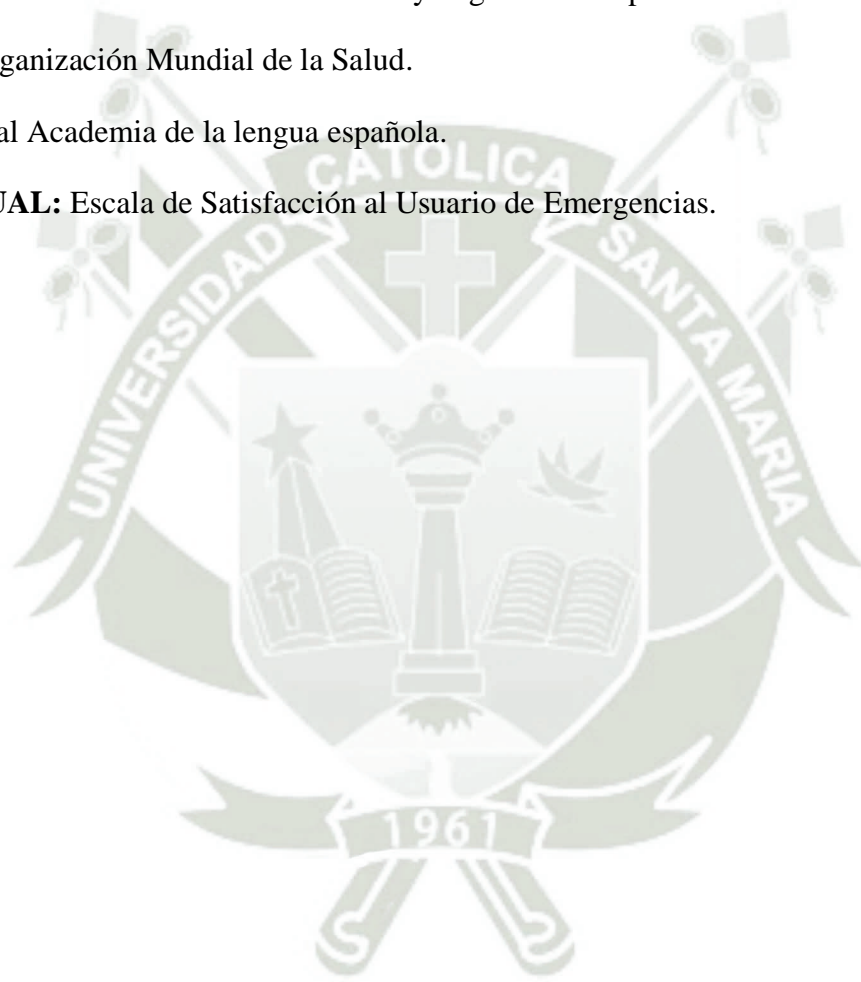 ganización Mundial de la Salud.
al Academia de la lengua española.
UAL: Escala de Satisfacción al Usuario de Emergencias.
UNIVERSIDAD CATOLICA SANTA MARIA
1961